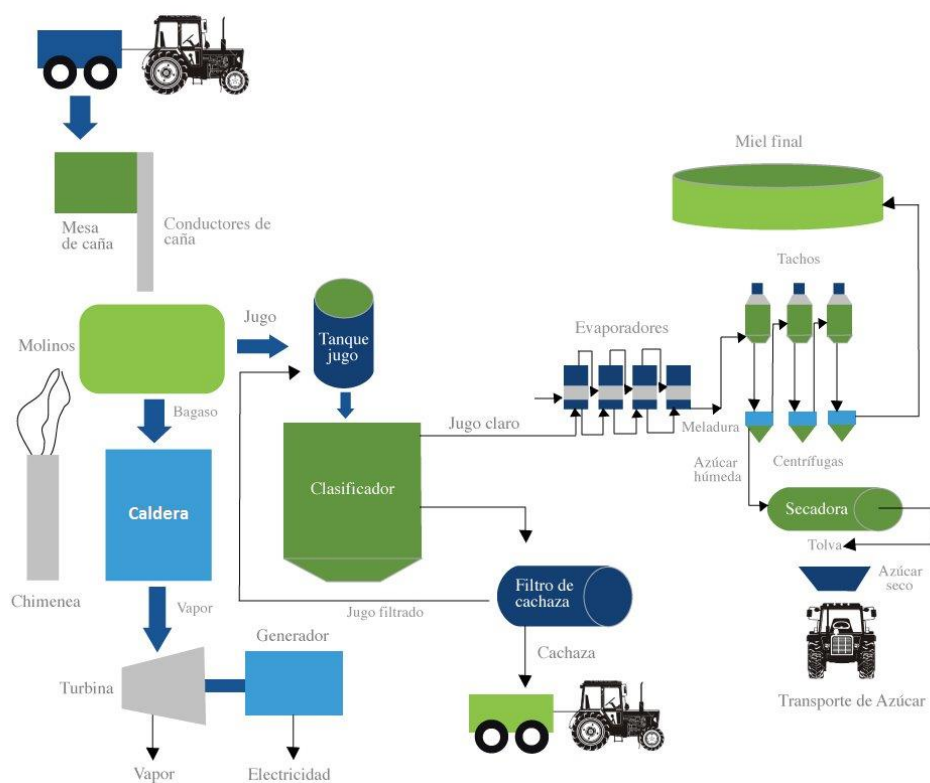 Miel final
Mesa
de caña
Conductores de
caña
Tachos
Molinos
Jugo
Tanque
jugo
Evaporadores
Bagaso
Jugo claro
Meladura
Azúcar
húmeda
Centrífugas
Clasificador
Caldera
Secadora
Tolva
Azúcar
seco
Chimenea
Vapor
Jugo filtrado
Filtro de
cachaza
Generador
Cachaza
Turbina
Transporte de Azúcar
Vapor
Electricidad